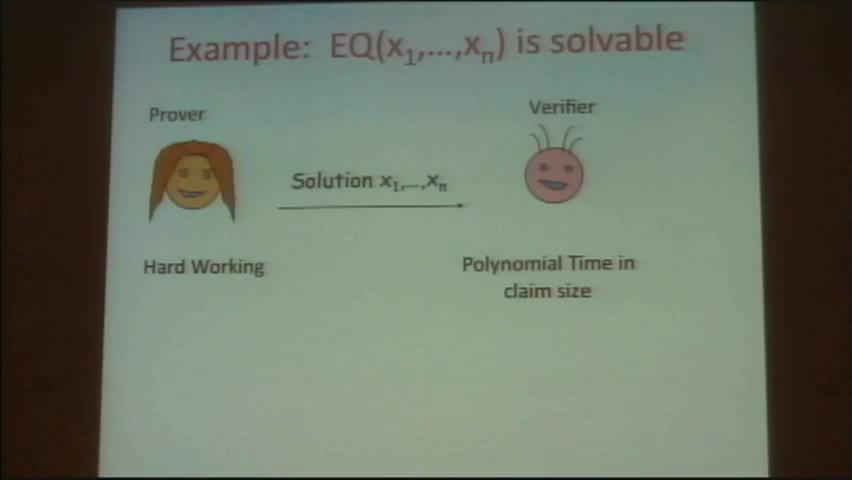 Example: EQ(x₁,...,xₙ) is solvable
Prover
Verifier
Solution x₁,...,xₙ
Hard Working
Polynomial Time in
claim size